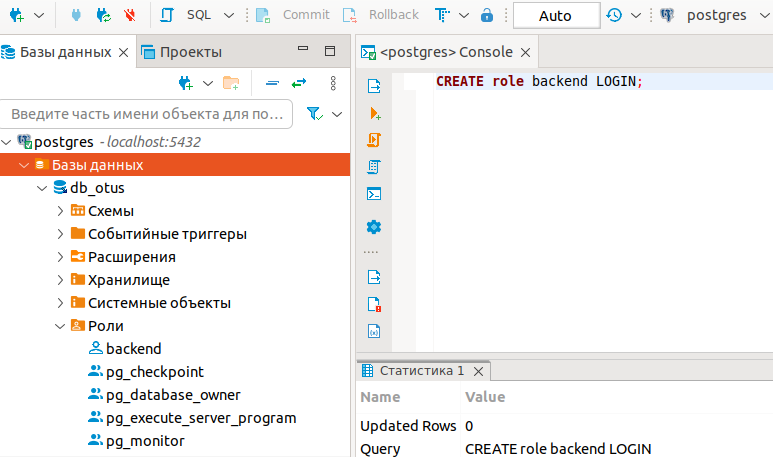 SQL Commit Rollback Auto postgres
Базы данных Проекты
<postgres> Console
Введите часть имени объекта для по...
CREATE role backend LOGIN;
postgres - localhost:5432
Базы данных
db_otus
Схемы
Событийные триггеры
Расширения
Хранилище
Системные объекты
Роли
backend
pg_checkpoint
pg_database_owner
pg_execute_server_program
pg_monitor
Статистика 1
Name Value
Updated Rows 0
Query CREATE role backend LOGIN